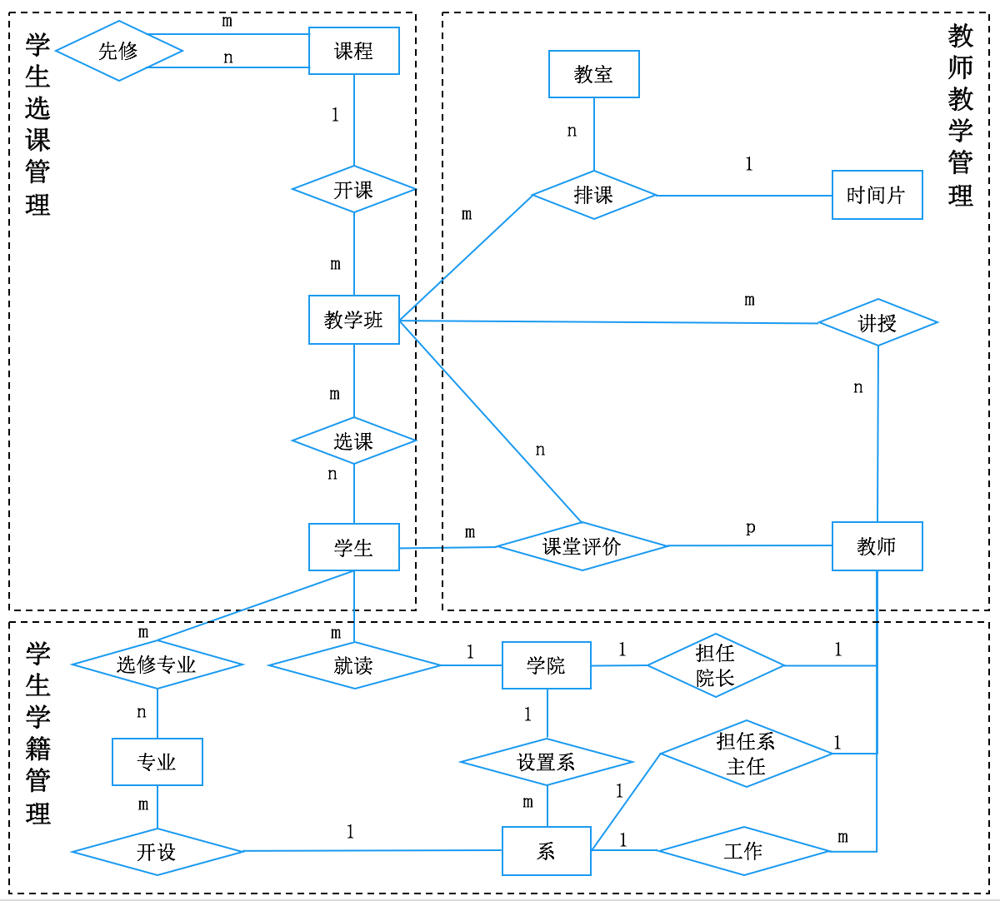 学生选课管理
先修
m
n
课程
1
开课
m
教学班
m
选课
n
学生
教师教学管理
教室
n
排课
1
时间片
m
m
讲授
n
n
m
课堂评价
p
教师
学生学籍管理
m
选修专业
n
专业
m
开设
1
m
就读
1
学院
1
担任
院长
1
1
设置系
m
系
1
担任系
主任
1
1
工作
m